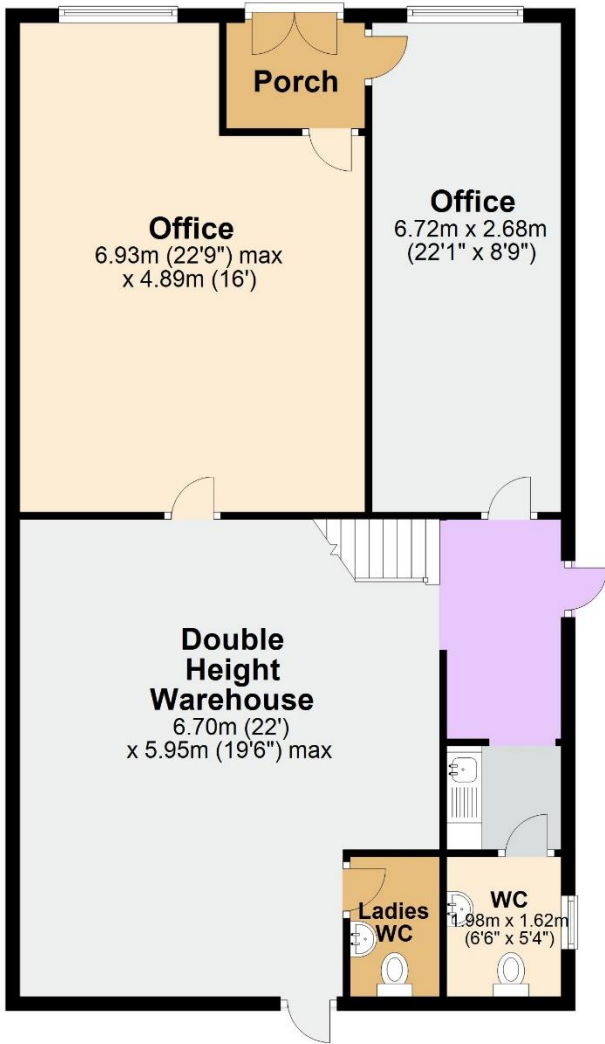 Porch
Office
6.93m (22'9") max
x 4.89m (16')
Office
6.72m x 2.68m
(22'1" x 8'9")
Double
Height
Warehouse
6.70m (22')
x 5.95m (19'6") max
Ladies
WC
WC
1.98m x 1.62m
(6'6" x 5'4")